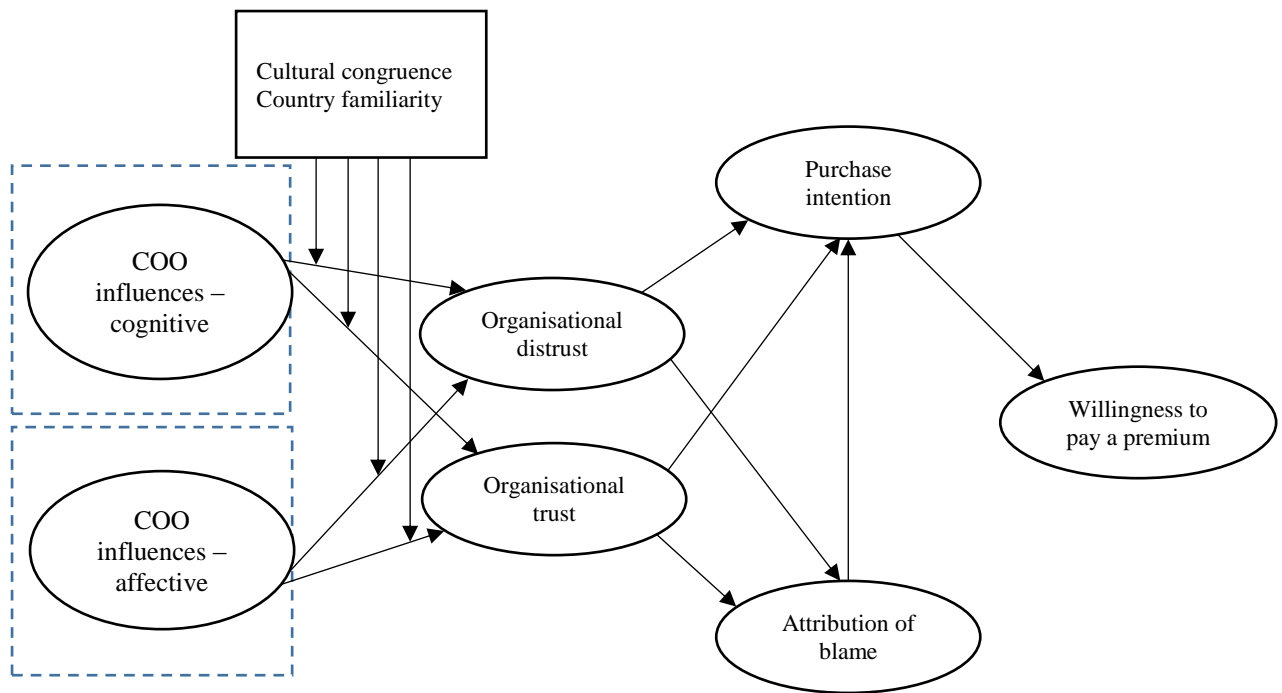 Cultural congruence
Country familiarity
COO
influences –
cognitive
COO
influences –
affective
Organisational
distrust
Organisational
trust
Purchase
intention
Attribution of
blame
Willingness to
pay a premium